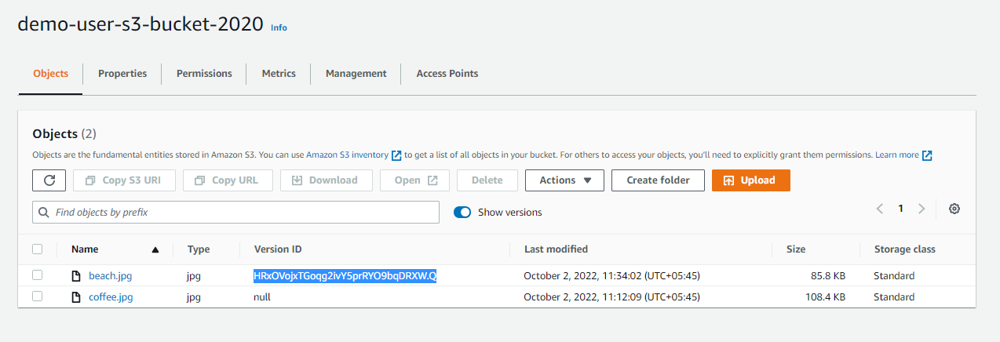 demo-user-s3-bucket-2020 Info
Objects Properties Permissions Metrics Management Access Points
Objects (2)
Objects are the fundamental entities stored in Amazon S3. You can use Amazon S3 inventory to get a list of all objects in your bucket. For others to access your objects, you'll need to explicitly grant them permissions. Learn more
Copy S3 URI Copy URL Download Open Delete Actions Create folder Upload
Find objects by prefix Show versions 1
Name Type Version ID Last modified Size Storage class
beach.jpg jpg HRxOVojxTGoqg2ivY5prRYO9bqDRXW.Q October 2, 2022, 11:34:02 (UTC+05:45) 85.8 KB Standard
coffee.jpg jpg null October 2, 2022, 11:12:09 (UTC+05:45) 108.4 KB Standard